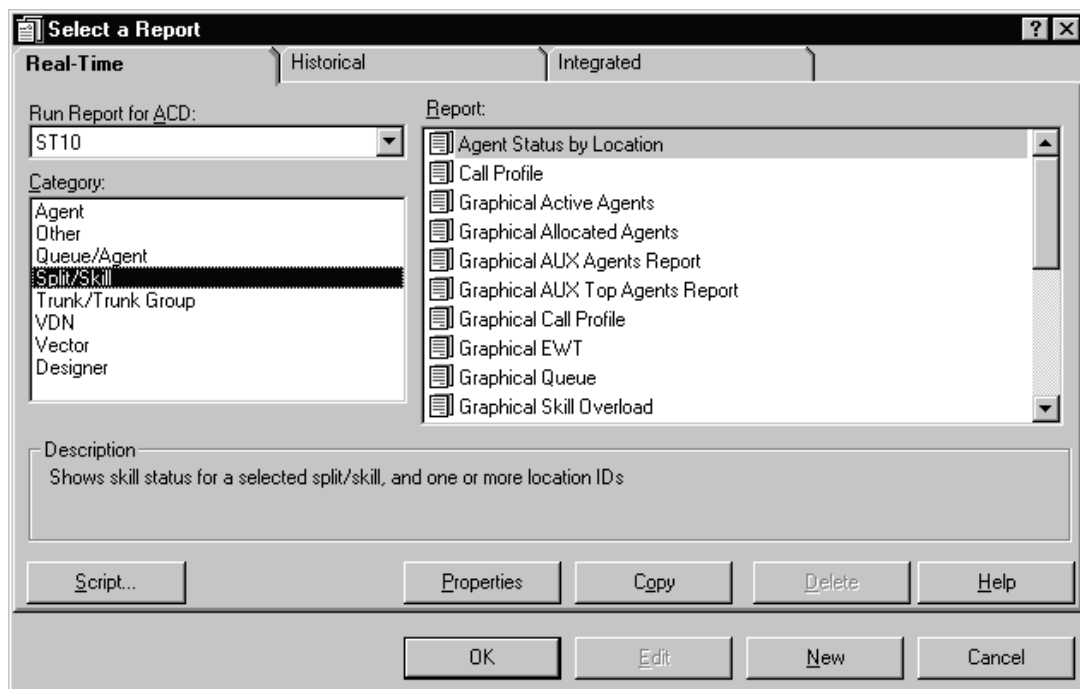 Select a Report
Real-Time
Historical
Integrated
Run Report for ACD:
ST10
Category:
Agent
Other
Queue/Agent
Split/Skill
Trunk/Trunk Group
VDN
Vector
Designer
Report:
Agent Status by Location
Call Profile
Graphical Active Agents
Graphical Allocated Agents
Graphical AUX Agents Report
Graphical AUX Top Agents Report
Graphical Call Profile
Graphical EWT
Graphical Queue
Graphical Skill Overload
Description
Shows skill status for a selected split/skill, and one or more location IDs
Script...
Properties
Copy
Delete
Help
OK
Edit
New
Cancel